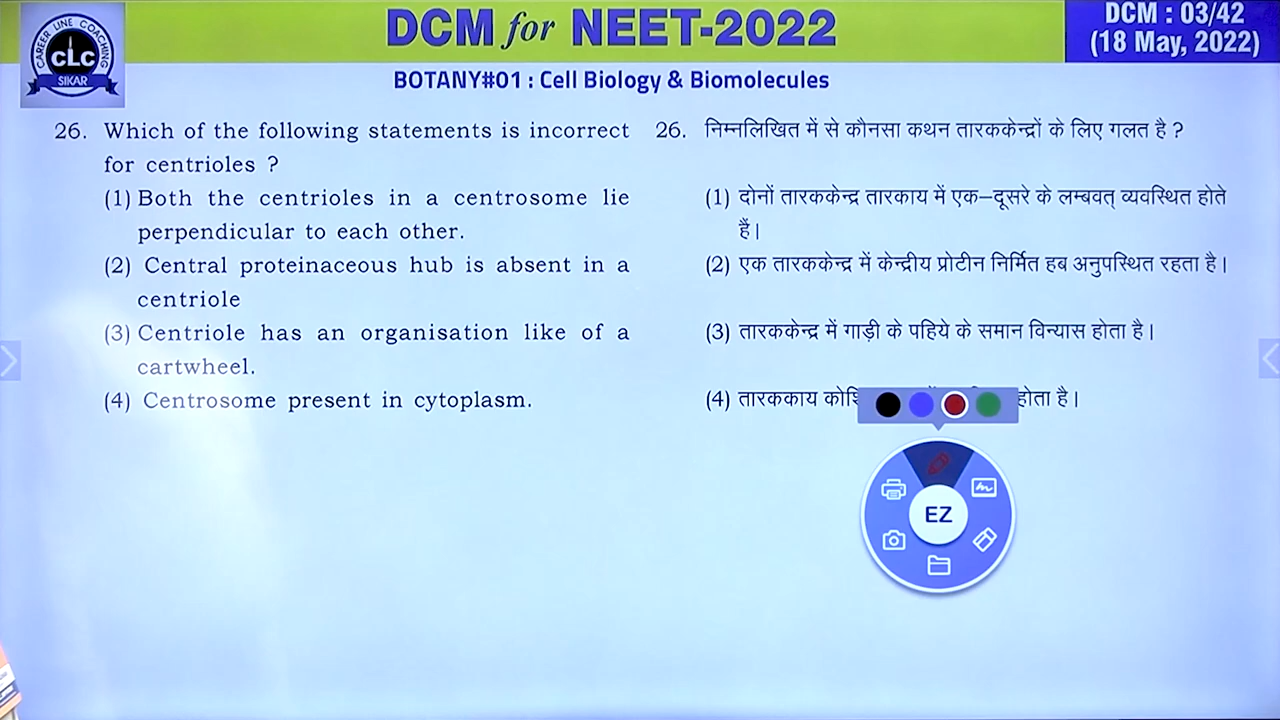 CAREER LINE COACHING
CLC
SIKAR
DCM for NEET-2022
DCM : 03/42
(18 May, 2022)
BOTANY#01 : Cell Biology & Biomolecules
26. Which of the following statements is incorrect
for centrioles ?
(1) Both the centrioles in a centrosome lie
perpendicular to each other.
(2) Central proteinaceous hub is absent in a
centriole
(3) Centriole has an organisation like of a
cartwheel.
(4) Centrosome present in cytoplasm.
26. निम्नलिखित में से कौनसा कथन तारककेन्द्रों के लिए गलत है ?
(1) दोनों तारककेन्द्र तारकाय में एक–दूसरे के लम्बवत् व्यवस्थित होते
हैं।
(2) एक तारककेन्द्र में केन्द्रीय प्रोटीन निर्मित हब अनुपस्थित रहता है।
(3) तारककेन्द्र में गाड़ी के पहिये के समान विन्यास होता है।
(4) तारककाय होता है।
EZ